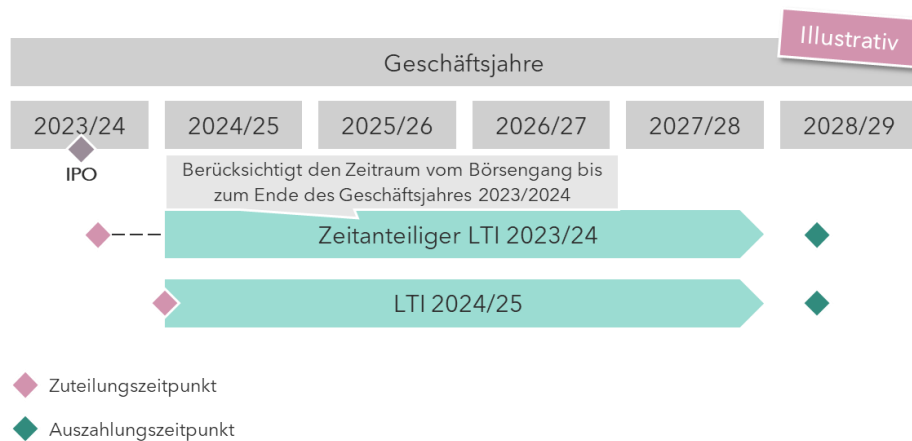 Illustrativ
Geschäftsjahre
2023/24
2024/25
2025/26
2026/27
2027/28
2028/29
IPO
Berücksichtigt den Zeitraum vom Börsengang bis
zum Ende des Geschäftsjahres 2023/2024
Zeitanteiliger LTI 2023/24
LTI 2024/25
Zuteilungszeitpunkt
Auszahlungszeitpunkt